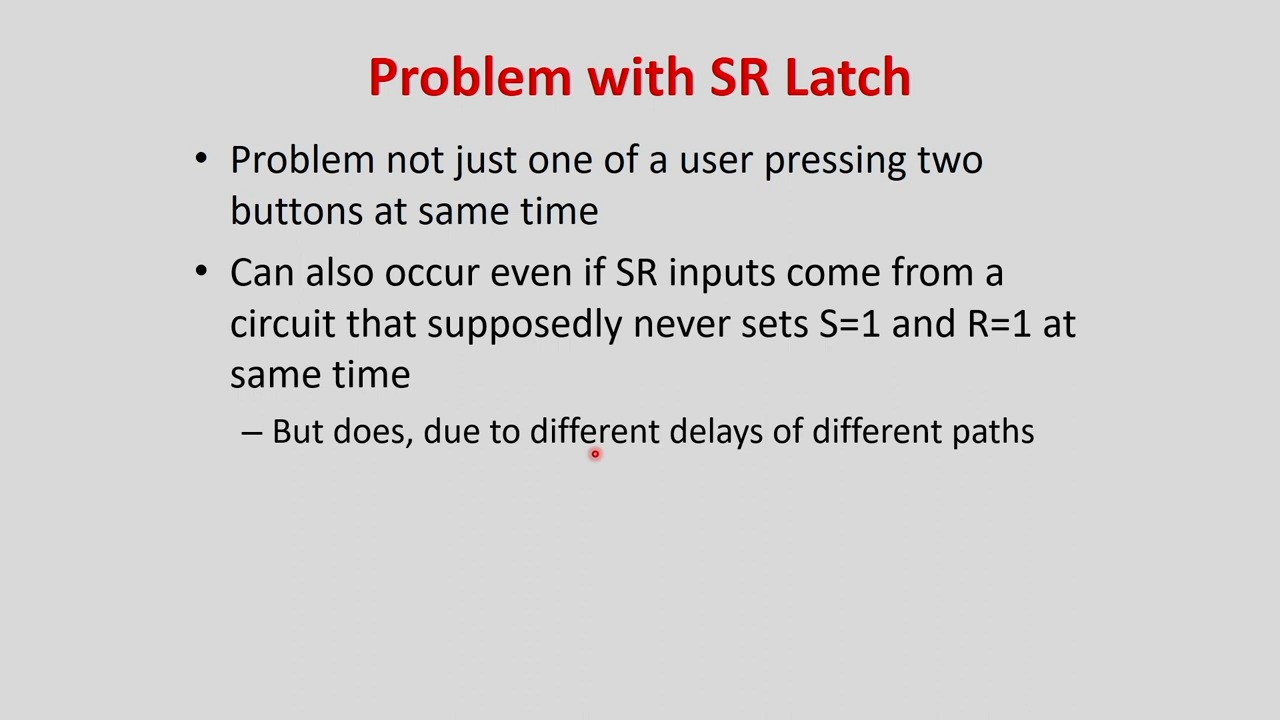 Problem with SR Latch
• Problem not just one of a user pressing two
buttons at same time
• Can also occur even if SR inputs come from a
circuit that supposedly never sets S=1 and R=1 at
same time
– But does, due to different delays of different paths